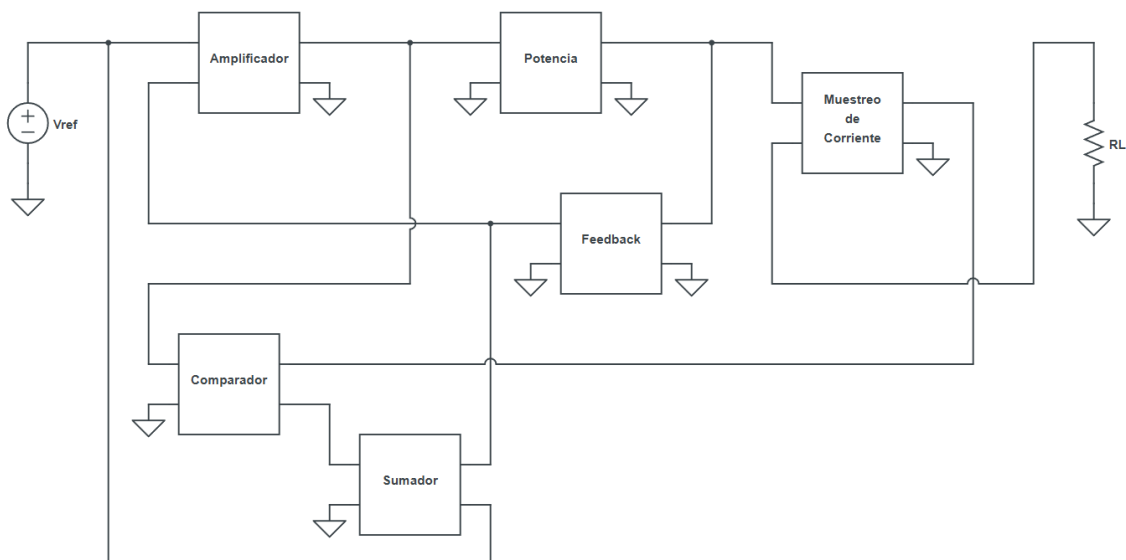 Amplificador
Potencia
Muestreo
de
Corriente
Vref
RL
Feedback
Comparador
Sumador